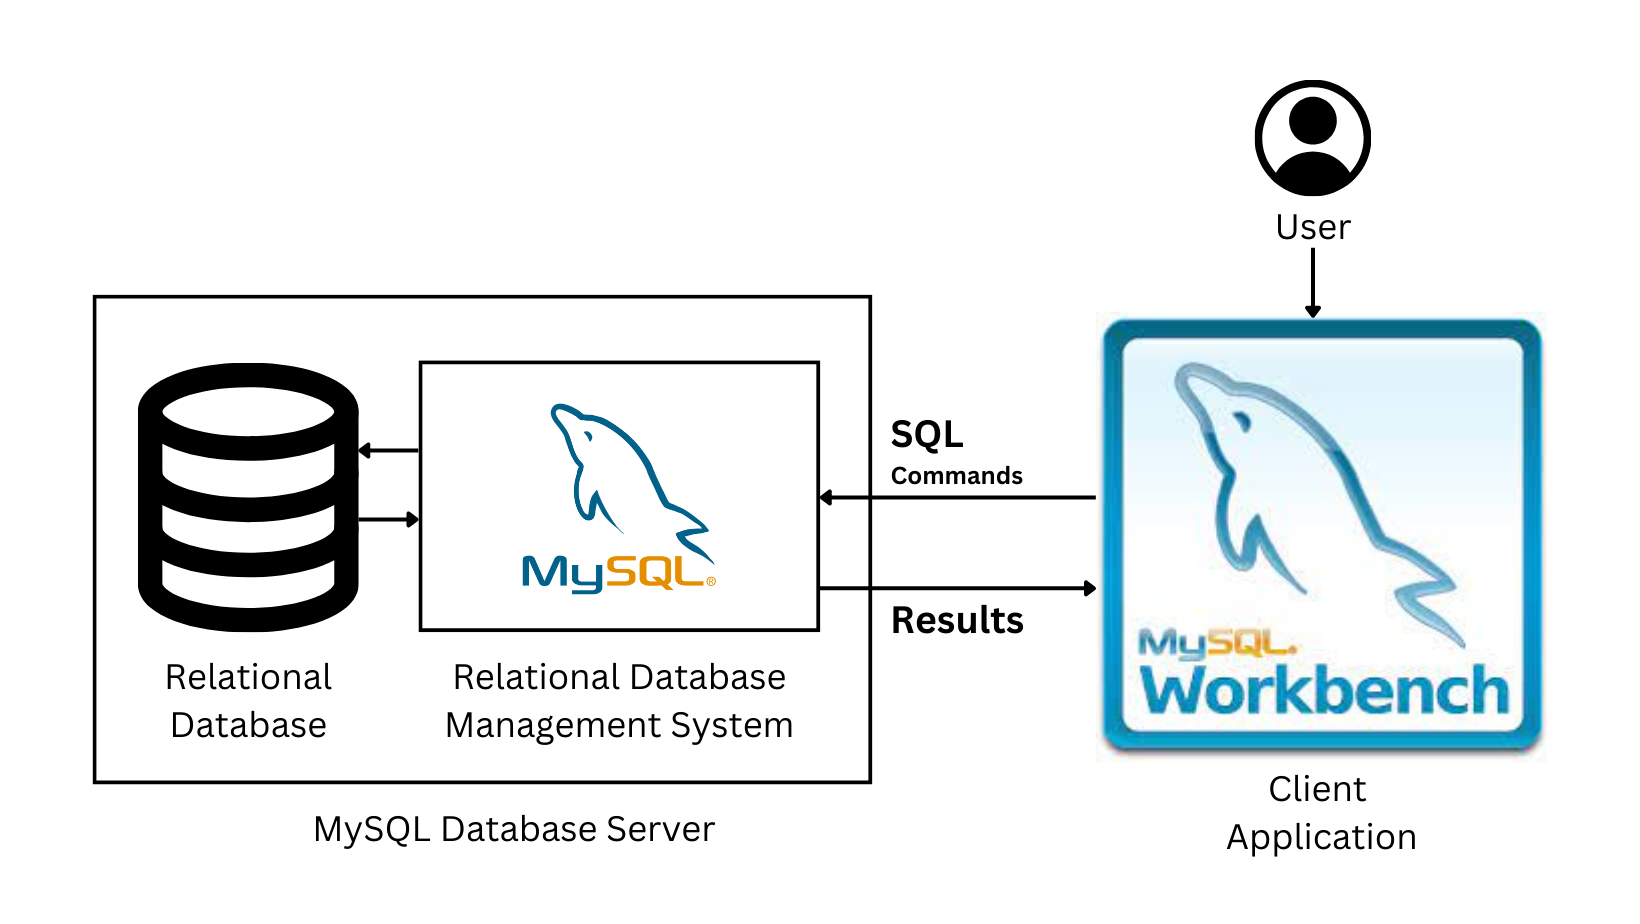 User
SQL
Commands
MySQL®
Results
MySQL®
Workbench
Relational
Database
Relational Database
Management System
MySQL Database Server
Client
Application